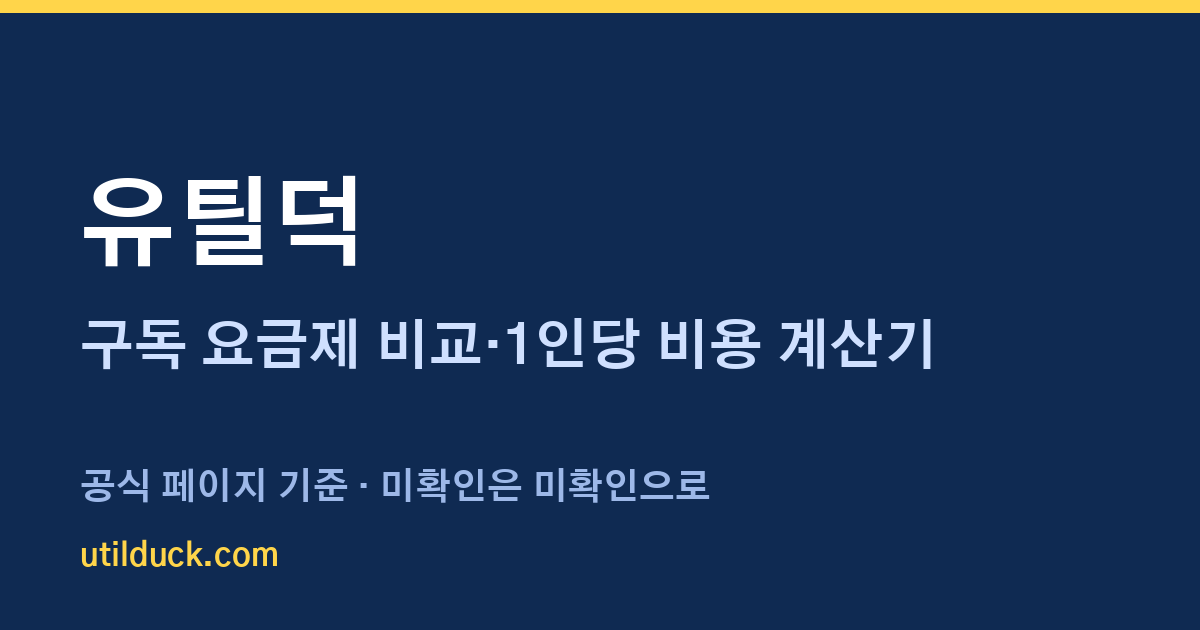 유틸덕
구독 요금제 비교·1인당 비용 계산기
공식 페이지 기준 · 미확인은 미확인으로
utilduck.com